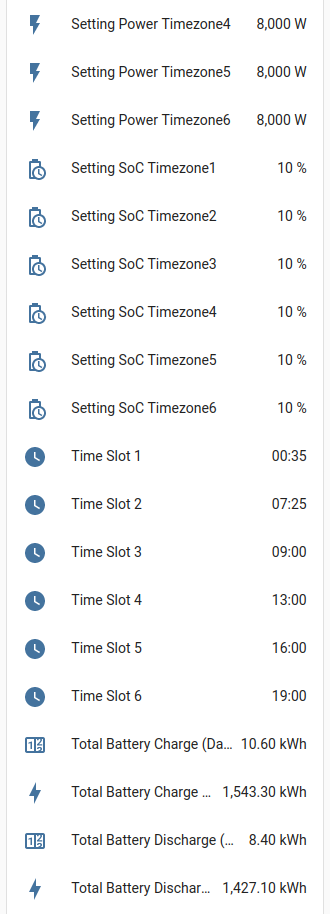 Setting Power Timezone4 8,000 W
Setting Power Timezone5 8,000 W
Setting Power Timezone6 8,000 W
Setting SoC Timezone1 10 %
Setting SoC Timezone2 10 %
Setting SoC Timezone3 10 %
Setting SoC Timezone4 10 %
Setting SoC Timezone5 10 %
Setting SoC Timezone6 10 %
Time Slot 1 00:35
Time Slot 2 07:25
Time Slot 3 09:00
Time Slot 4 13:00
Time Slot 5 16:00
Time Slot 6 19:00
Total Battery Charge (Da... 10.60 kWh
Total Battery Charge ... 1,543.30 kWh
Total Battery Discharge (... 8.40 kWh
Total Battery Dischar... 1,427.10 kWh